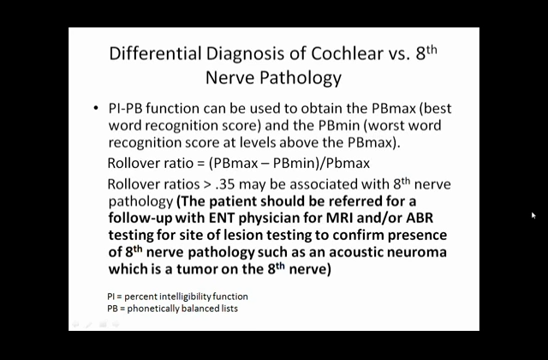 Differential Diagnosis of Cochlear vs. 8th
Nerve Pathology
• PI-PB function can be used to obtain the PBmax (best
word recognition score) and the PBmin (worst word
recognition score at levels above the PBmax).
Rollover ratio = (PBmax – PBmin)/Pbmax
Rollover ratios > .35 may be associated with 8th nerve
pathology (The patient should be referred for a
follow-up with ENT physician for MRI and/or ABR
testing for site of lesion testing to confirm presence
of 8th nerve pathology such as an acoustic neuroma
which is a tumor on the 8th nerve)
PI = percent intelligibility function
PB = phonetically balanced lists